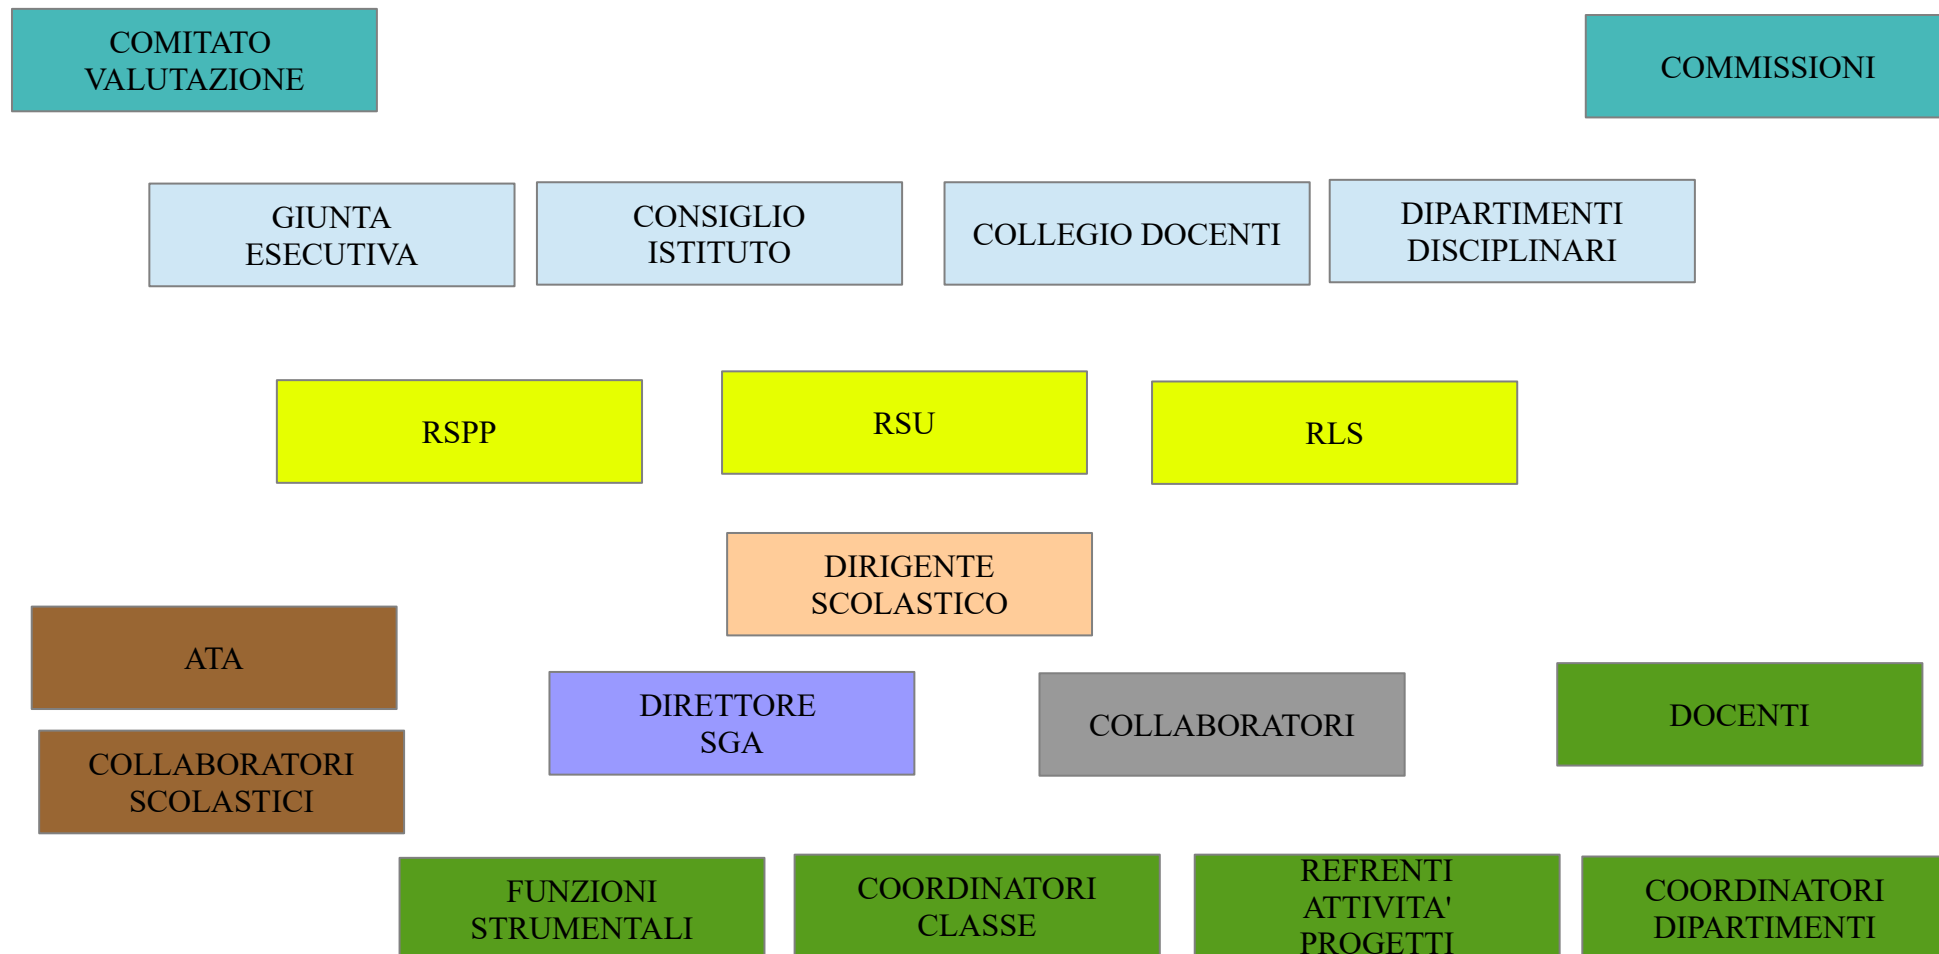 COMITATO
VALUTAZIONE
COMMISSIONI
GIUNTA
ESECUTIVA
CONSIGLIO
ISTITUTO
COLLEGIO DOCENTI
DIPARTIMENTI
DISCIPLINARI
RSPP
RSU
RLS
DIRIGENTE
SCOLASTICO
ATA
DIRETTORE
SGA
COLLABORATORI
DOCENTI
COLLABORATORI
SCOLASTICI
FUNZIONI
STRUMENTALI
COORDINATORI
CLASSE
REFRENTI
ATTIVITA'
PROGETTI
COORDINATORI
DIPARTIMENTI